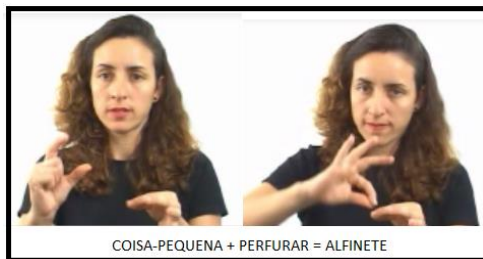 COISA-PEQUENA + PERFURAR = ALFINETE